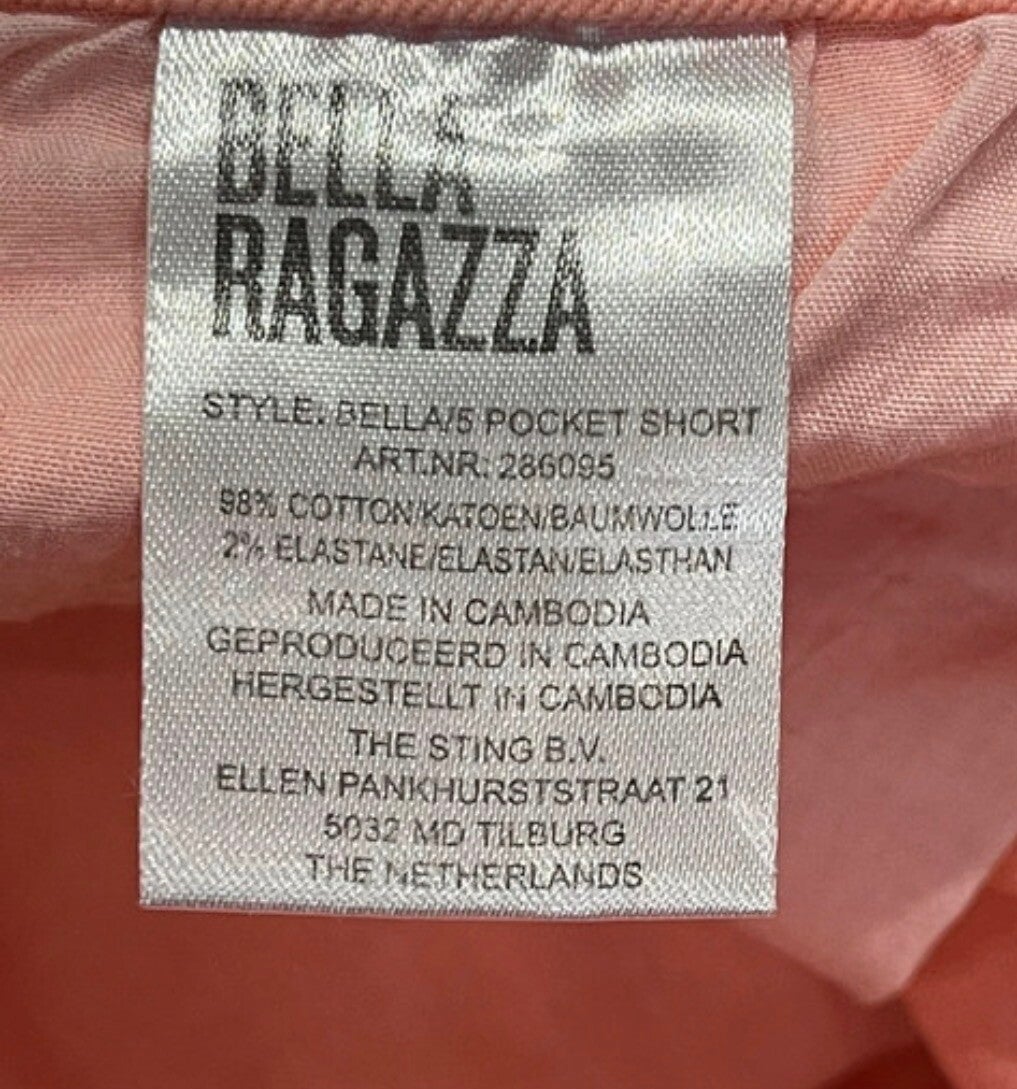 BELLA
RAGAZZA
STYLE: BELLA/5 POCKET SHORT
ART.NR: 286095
98% COTTON/KATOEN/BAUMWOLLE
2% ELASTANE/ELASTAN/ELASTHAN
MADE IN CAMBODIA
GEPRODUCEERD IN CAMBODIA
HERGESTELLT IN CAMBODIA
THE STING B.V.
ELLEN PANKHURSTSTRAAT 21
5032 MD TILBURG
THE NETHERLANDS